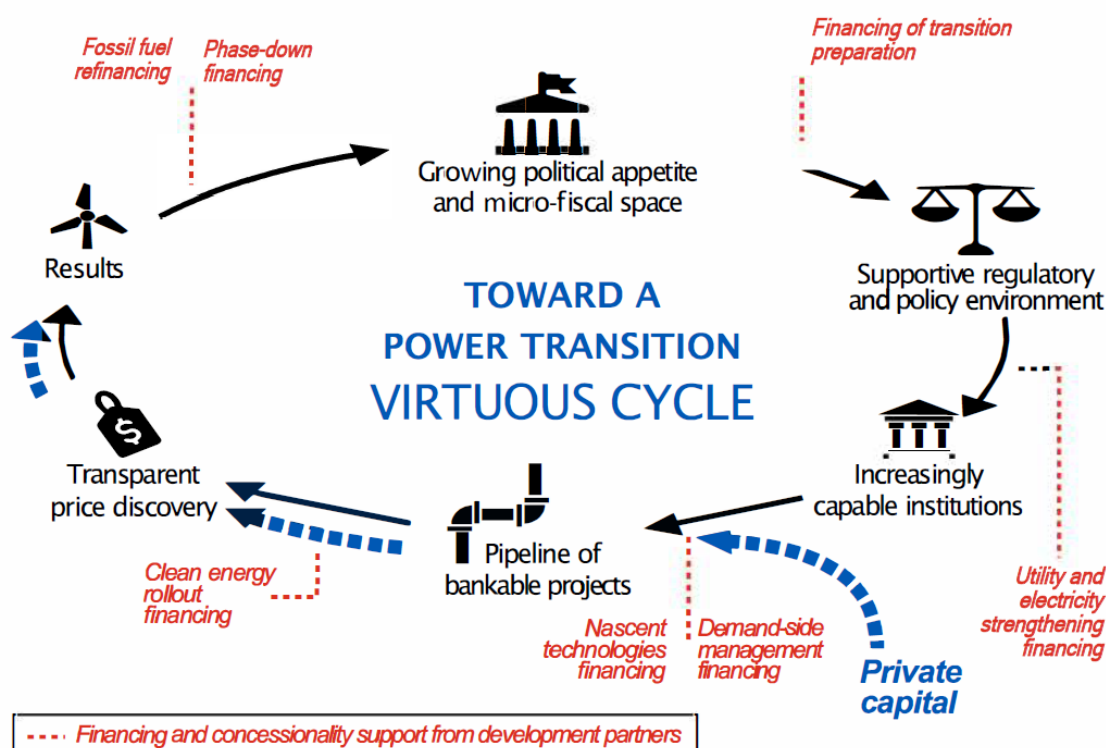 Fossil fuel
refinancing
Phase-down
financing
Financing of transition
preparation
Growing political appetite
and micro-fiscal space
Results
Supportive regulatory
and policy environment
TOWARD A
POWER TRANSITION
VIRTUOUS CYCLE
$
Transparent
price discovery
Increasingly
capable institutions
Pipeline of
bankable projects
Clean energy
rollout
financing
Nascent
technologies
financing
Demand-side
management
financing
Private
capital
Utility and
electricity
strengthening
financing
Financing and concessionality support from development partners